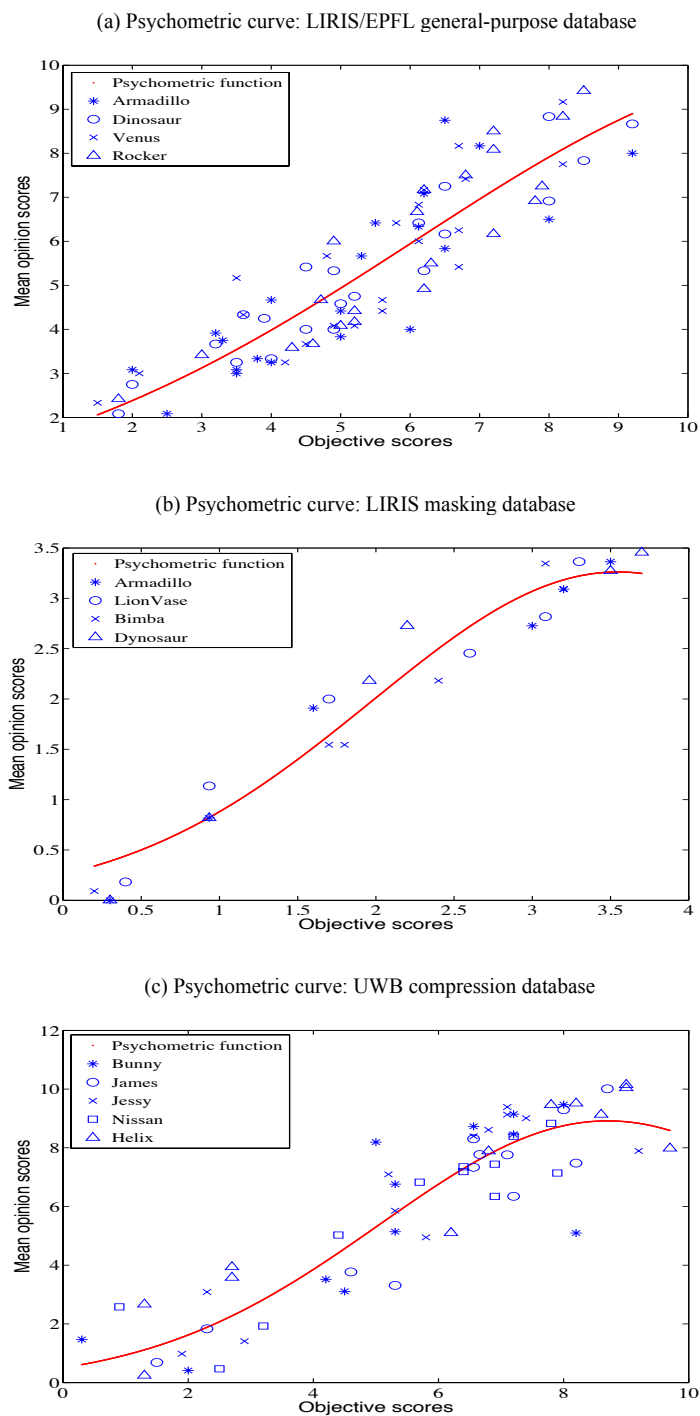 (a) Psychometric curve: LIRIS/EPFL general-purpose database
Psychometric function
Armadillo
Dinosaur
Venus
Rocker
Mean opinion scores
10
9
8
7
6
5
4
3
2
1 2 3 4 5 6 7 8 9 10
Objective scores
(b) Psychometric curve: LIRIS masking database
Psychometric function
Armadillo
LionVase
Bimba
Dynosaur
Mean opinion scores
3.5
3
2.5
2
1.5
1
0.5
0
0 0.5 1 1.5 2 2.5 3 3.5 4
Objective scores
(c) Psychometric curve: UWB compression database
Psychometric function
Bunny
James
Jessy
Nissan
Helix
Mean opinion scores
12
10
8
6
4
2
0
0 2 4 6 8 10
Objective scores